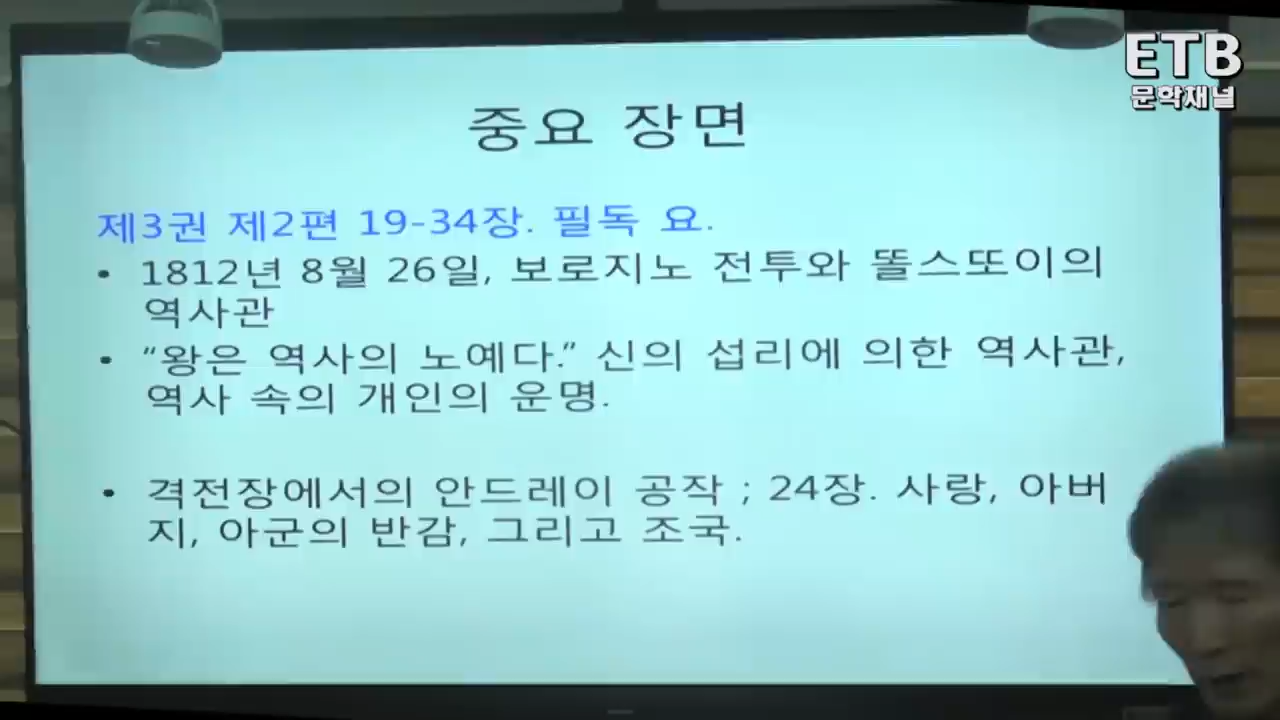 ETB
문학채널
중요 장면
제3권 제2편 19-34장. 필독 요.
• 1812년 8월 26일, 보로지노 전투와 똘스또이의
역사관
• “왕은 역사의 노예다.” 신의 섭리에 의한 역사관,
역사 속의 개인의 운명.
• 격전장에서의 안드레이 공작 ; 24장. 사랑, 아버
지, 아군의 반감, 그리고 조국.